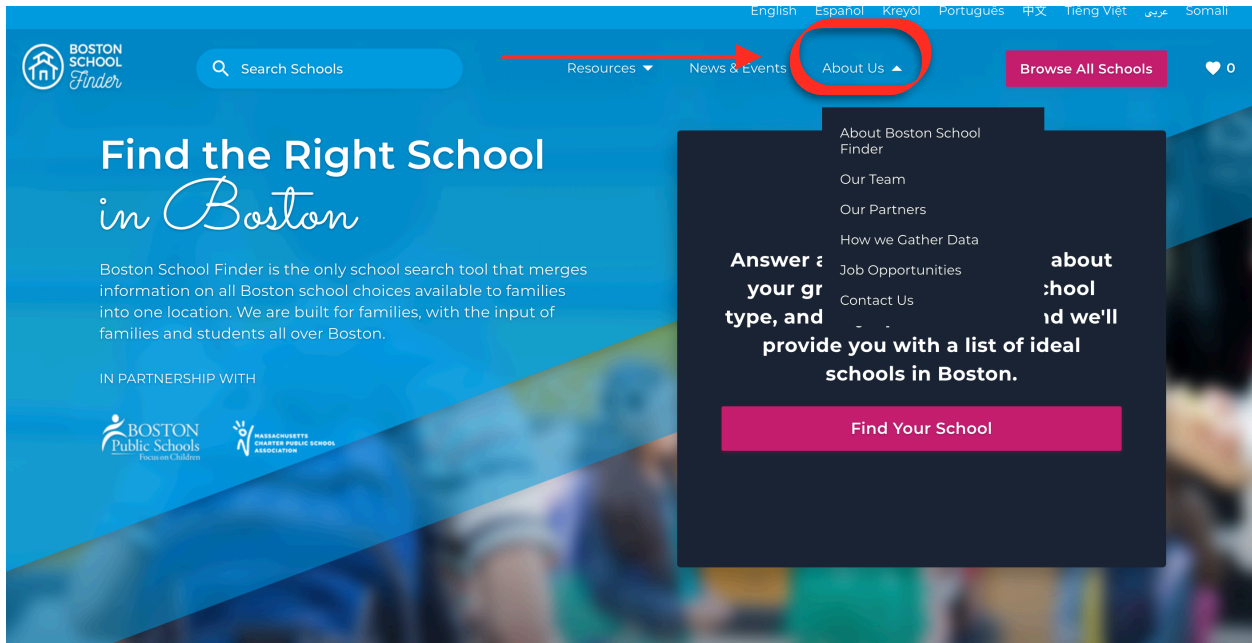 English Español Kreyòl Português 中文 Tiếng Việt عربى Somali
BOSTON
SCHOOL
Finder
Search Schools
Resources
News & Events
About Us
Browse All Schools
0
About Boston School
Finder
Our Team
Our Partners
How we Gather Data
Job Opportunities
Contact Us
Find the Right School
in Boston
Boston School Finder is the only school search tool that merges
information on all Boston school choices available to families
into one location. We are built for families, with the input of
families and students all over Boston.
IN PARTNERSHIP WITH
BOSTON
Public Schools
Focus on Children
MASSACHUSETTS
CHARTER PUBLIC SCHOOL
ASSOCIATION
Answer about
your
type, and we'll
provide you with a list of ideal
schools in Boston.
Find Your School